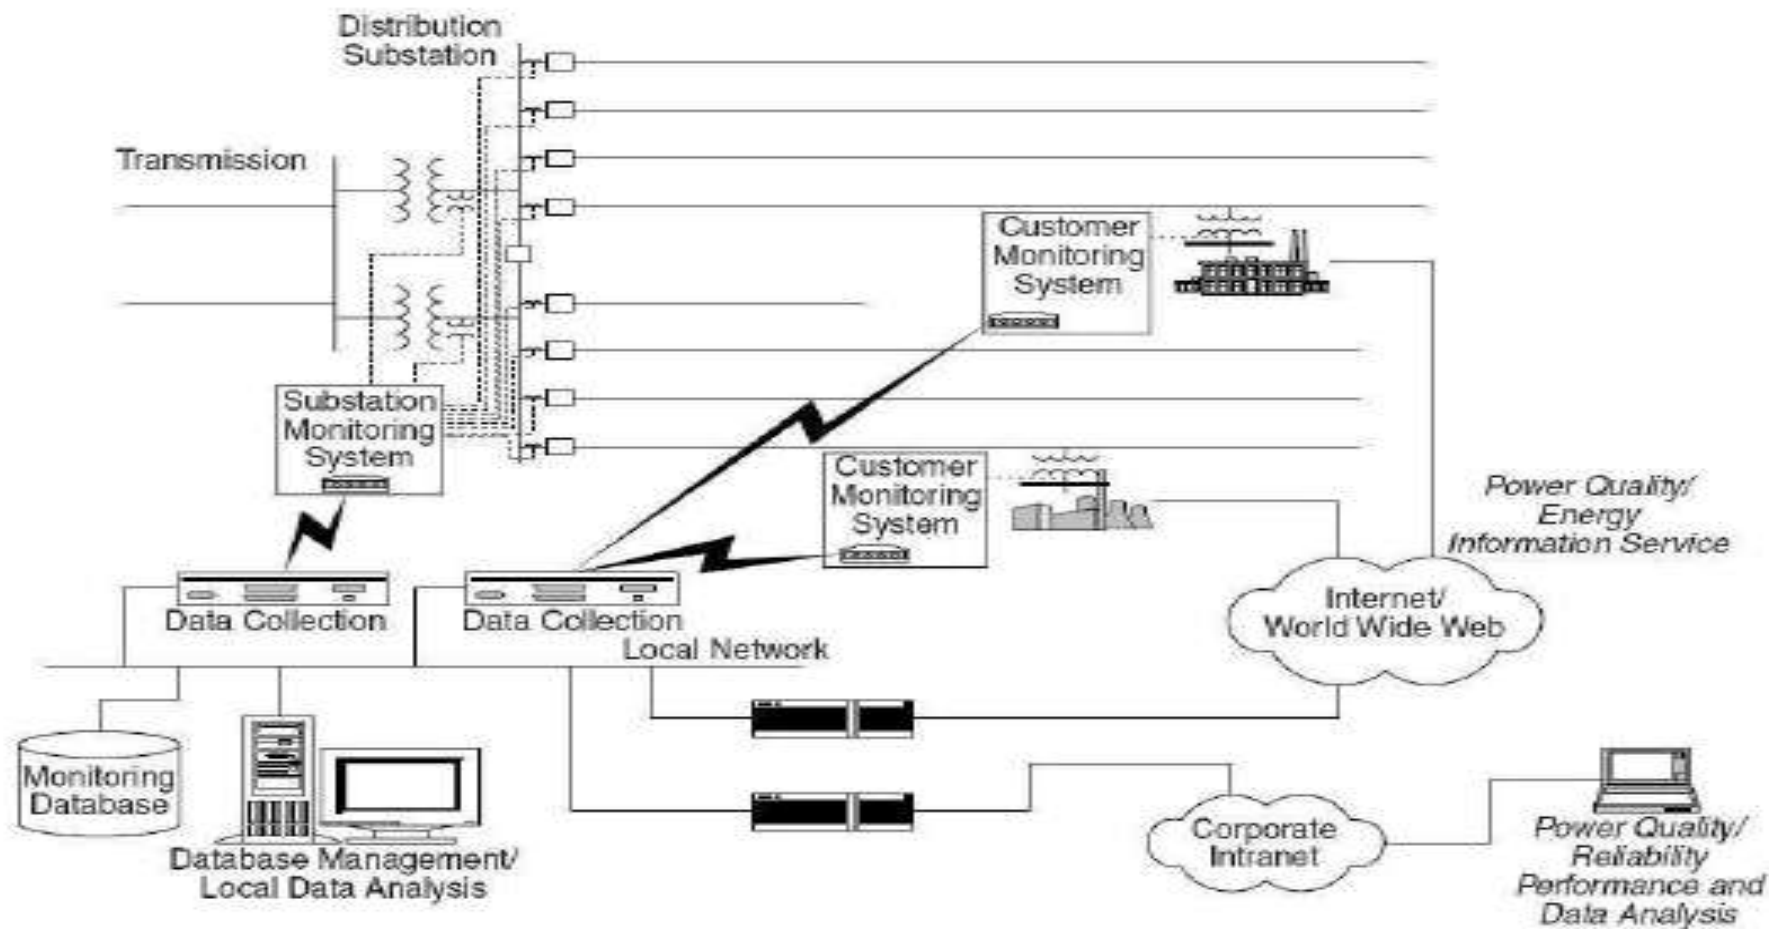 Distribution
Substation
Transmission
Customer
Monitoring
System
Substation
Monitoring
System
Customer
Monitoring
System
Power Quality/
Energy
Information Service
Internet/
World Wide Web
Data Collection
Data Collection
Local Network
Monitoring
Database
Database Management/
Local Data Analysis
Corporate
Intranet
Power Quality/
Reliability
Performance and
Data Analysis